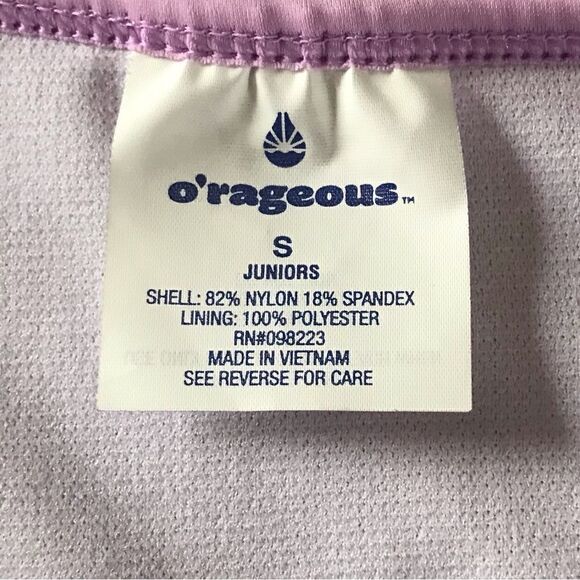 o'rageous™
S
JUNIORS
SHELL: 82% NYLON 18% SPANDEX
LINING: 100% POLYESTER
RN#098223
MADE IN VIETNAM
SEE REVERSE FOR CARE